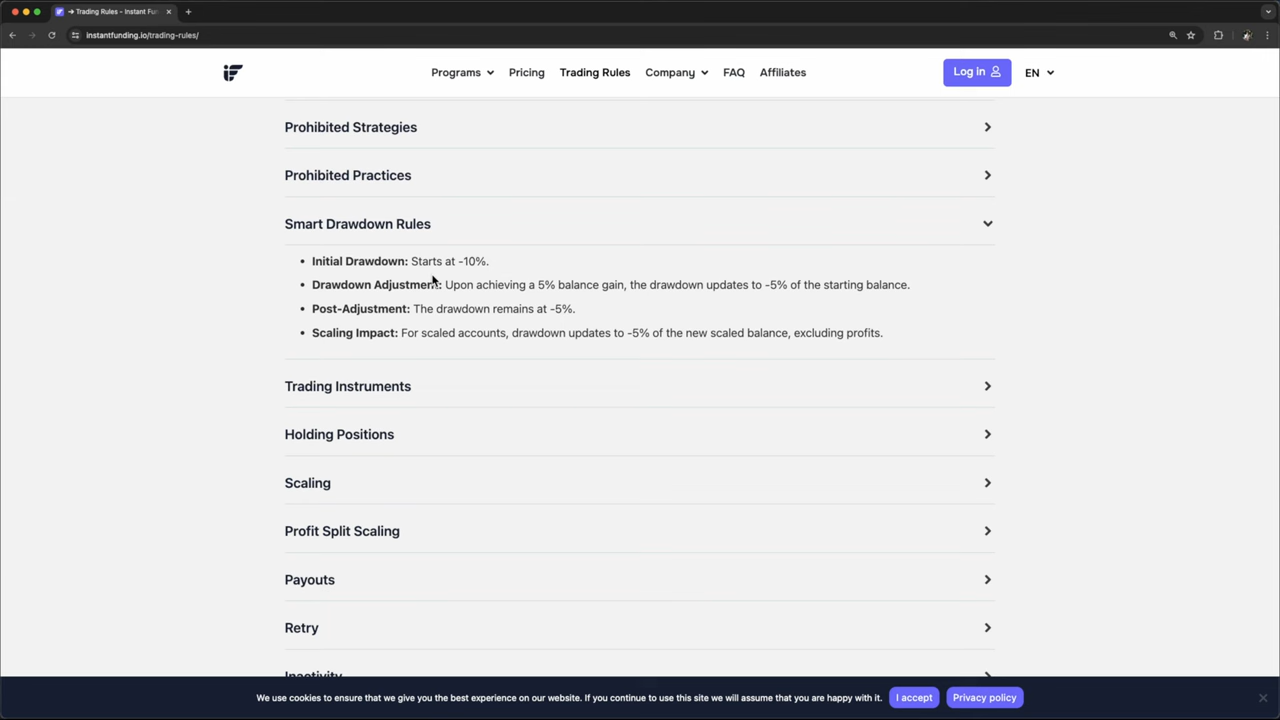 → Trading Rules - Instant Fu
instantfunding.io/trading-rules/
Programs Pricing Trading Rules Company FAQ Affiliates Log in EN
Prohibited Strategies
Prohibited Practices
Smart Drawdown Rules
• Initial Drawdown: Starts at -10%.
• Drawdown Adjustment: Upon achieving a 5% balance gain, the drawdown updates to -5% of the starting balance.
• Post-Adjustment: The drawdown remains at -5%.
• Scaling Impact: For scaled accounts, drawdown updates to -5% of the new scaled balance, excluding profits.
Trading Instruments
Holding Positions
Scaling
Profit Split Scaling
Payouts
Retry
Inactivity
We use cookies to ensure that we give you the best experience on our website. If you continue to use this site we will assume that you are happy with it. I accept Privacy policy